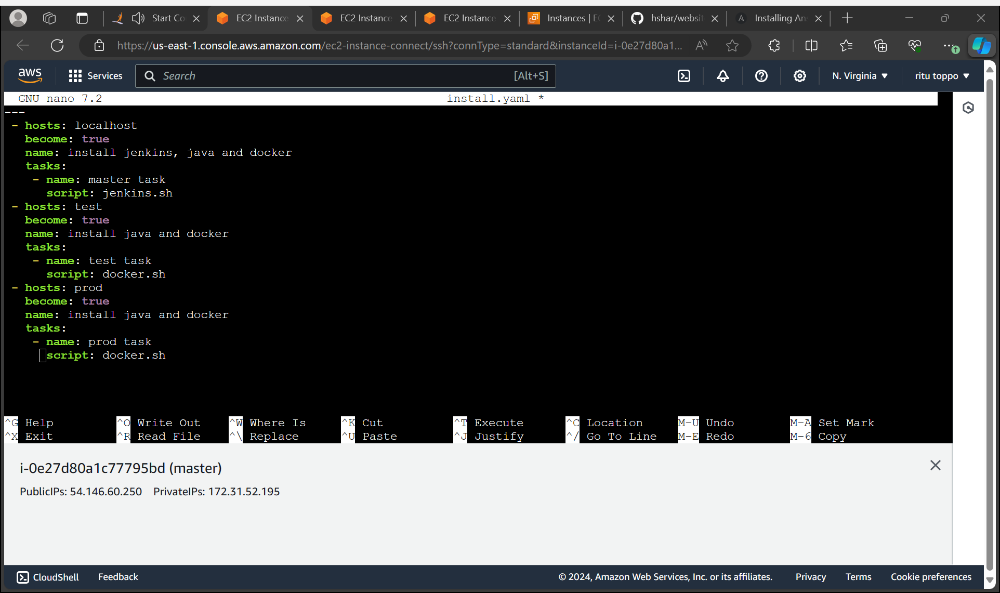 Start Co
EC2 Instance
EC2 Instance
EC2 Instance
Instances | EC
hshar/websit
Installing An
https://us-east-1.console.aws.amazon.com/ec2-instance-connect/ssh?connType=standard&instanceId=i-0e27d80a1...
aws
Services
Search
[Alt+S]
N. Virginia
ritu toppo
GNU nano 7.2 install.yaml *
---
- hosts: localhost
become: true
name: install jenkins, java and docker
tasks:
- name: master task
script: jenkins.sh
- hosts: test
become: true
name: install java and docker
tasks:
- name: test task
script: docker.sh
- hosts: prod
become: true
name: install java and docker
tasks:
- name: prod task
script: docker.sh
^G Help ^O Write Out ^W Where Is ^K Cut ^T Execute ^C Location M-U Undo M-A Set Mark
^X Exit ^R Read File ^\ Replace ^U Paste ^J Justify ^/ Go To Line M-E Redo M-6 Copy
i-0e27d80a1c77795bd (master)
PublicIPs: 54.146.60.250 PrivateIPs: 172.31.52.195
CloudShell
Feedback
© 2024, Amazon Web Services, Inc. or its affiliates.
Privacy
Terms
Cookie preferences